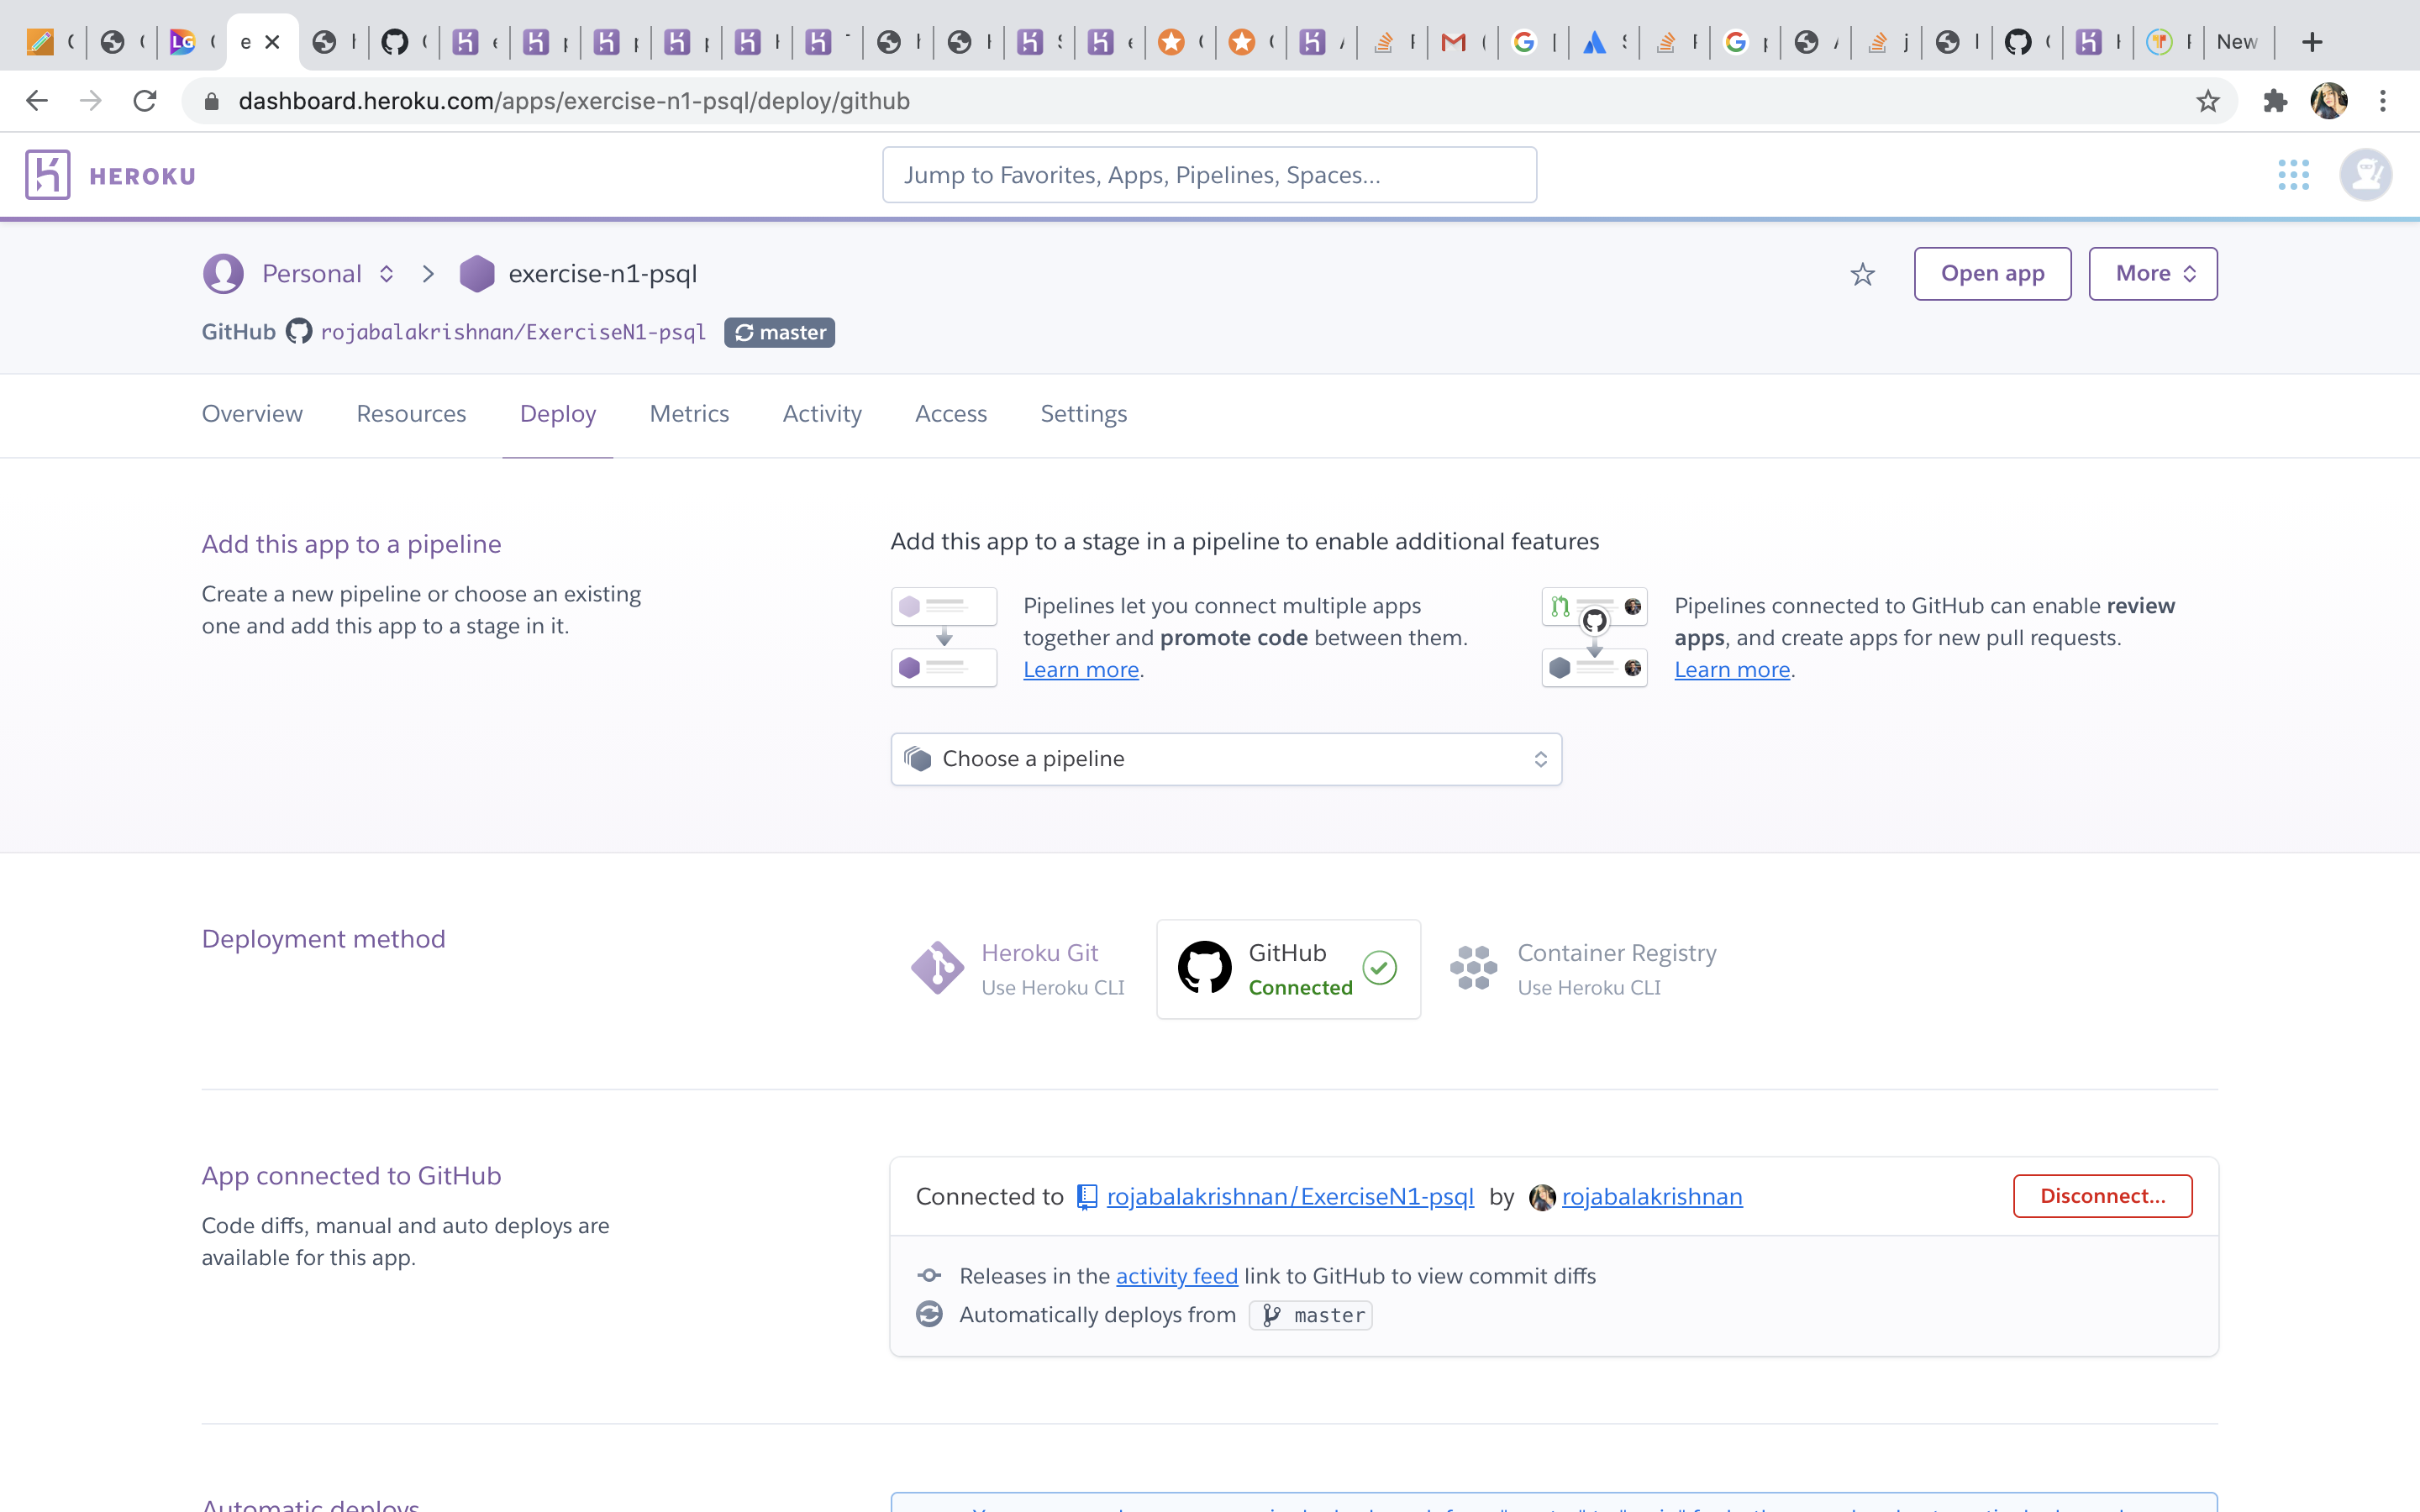 New
dashboard.heroku.com/apps/exercise-n1-psql/deploy/github
HEROKU
Jump to Favorites, Apps, Pipelines, Spaces...
Personal
exercise-n1-psql
Open app
More
GitHub rojabalakrishnan/ExerciseN1-psql master
Overview
Resources
Deploy
Metrics
Activity
Access
Settings
Add this app to a pipeline
Create a new pipeline or choose an existing
one and add this app to a stage in it.
Add this app to a stage in a pipeline to enable additional features
Pipelines let you connect multiple apps
together and promote code between them.
Learn more.
Pipelines connected to GitHub can enable review
apps, and create apps for new pull requests.
Learn more.
Choose a pipeline
Deployment method
Heroku Git
Use Heroku CLI
GitHub
Connected
Container Registry
Use Heroku CLI
App connected to GitHub
Code diffs, manual and auto deploys are
available for this app.
Connected to rojabalakrishnan/ExerciseN1-psql by rojabalakrishnan
Disconnect...
Releases in the activity feed link to GitHub to view commit diffs
Automatically deploys from master
Automatic deploys